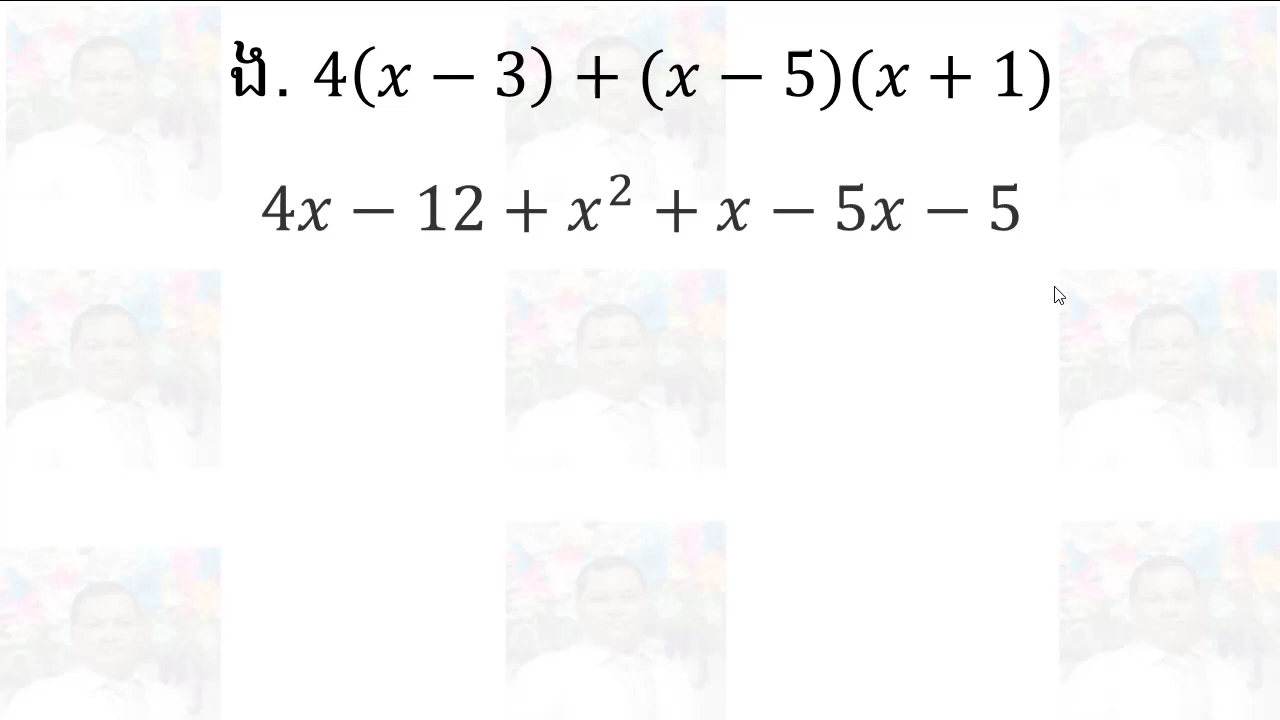 ង. 4(x − 3) + (x − 5)(x + 1)
4x − 12 + x² + x − 5x − 5